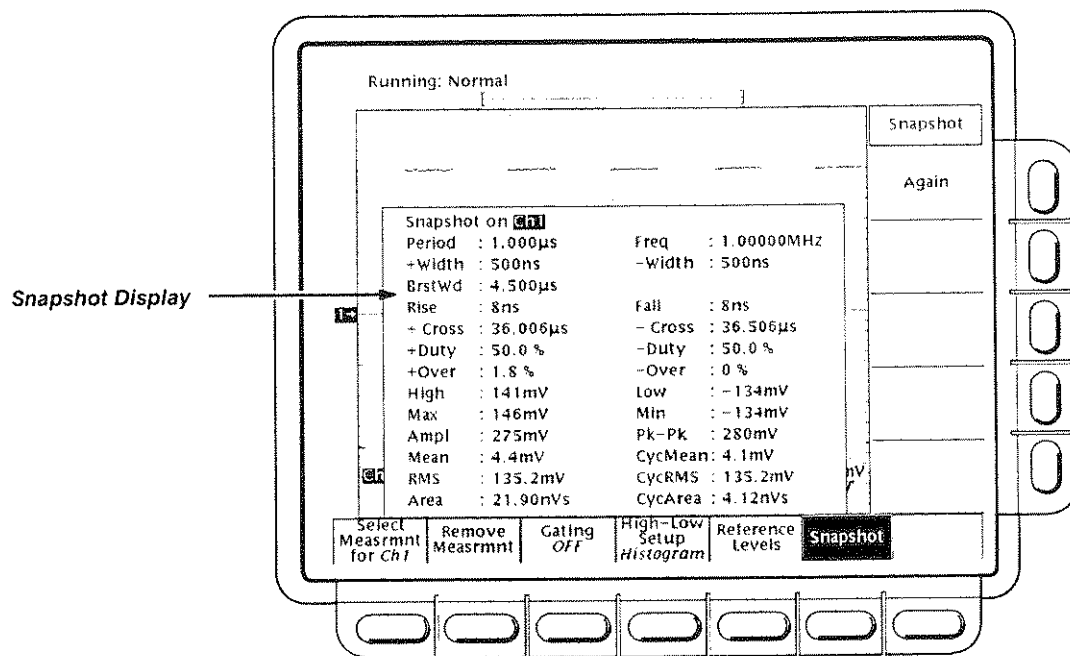 Running: Normal
Snapshot
Again
Snapshot on Ch1
Period : 1.000µs Freq : 1.00000MHz
+Width : 500ns -Width : 500ns
BrstWd : 4.500µs
Snapshot Display
Rise : 8ns Fall : 8ns
1→
+ Cross : 36.006µs - Cross : 36.506µs
+Duty : 50.0 % -Duty : 50.0 %
+Over : 1.8 % -Over : 0 %
High : 141mV Low : -134mV
Max : 146mV Min : -134mV
Ampl : 275mV Pk-Pk : 280mV
Mean : 4.4mV CycMean: 4.1mV
Ch RMS : 135.2mV CycRMS : 135.2mV mV
Area : 21.90nVs CycArea : 4.12nVs
Select
Measrmnt
for Ch1
Remove
Measrmnt
Gating
OFF
High-Low
Setup
Histogram
Reference
Levels
Snapshot